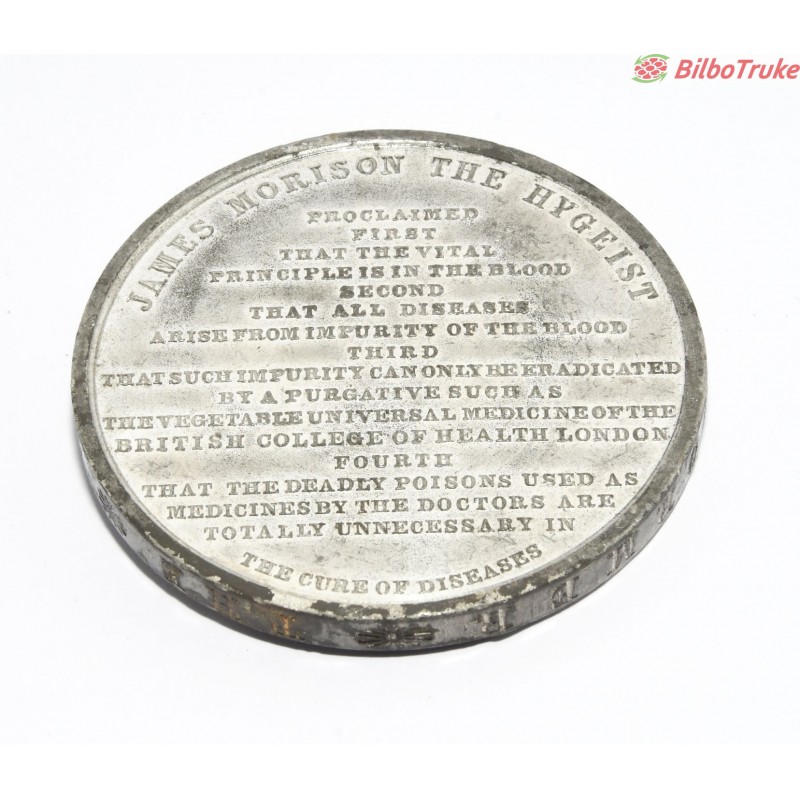 BilboTruke
JAMES MORISON THE HYGEIST
PROCLAIMED
FIRST
THAT THE VITAL
PRINCIPLE IS IN THE BLOOD
SECOND
THAT ALL DISEASES
ARISE FROM IMPURITY OF THE BLOOD
THIRD
THAT SUCH IMPURITY CAN ONLY BE ERADICATED
BY A PURGATIVE SUCH AS
THE VEGETABLE UNIVERSAL MEDICINE OF THE
BRITISH COLLEGE OF HEALTH LONDON
FOURTH
THAT THE DEADLY POISONS USED AS
MEDICINES BY THE DOCTORS ARE
TOTALLY UNNECESSARY IN
THE CURE OF DISEASES